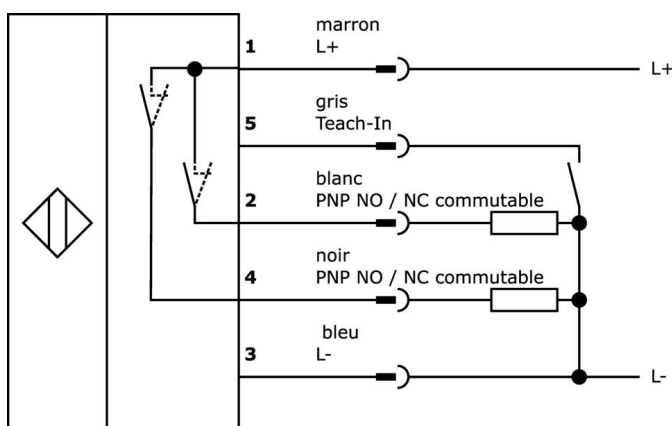 marron
1 L+
L+
gris
5 Teach-In
blanc
2 PNP NO / NC commutable
noir
4 PNP NO / NC commutable
bleu
3 L-
L-